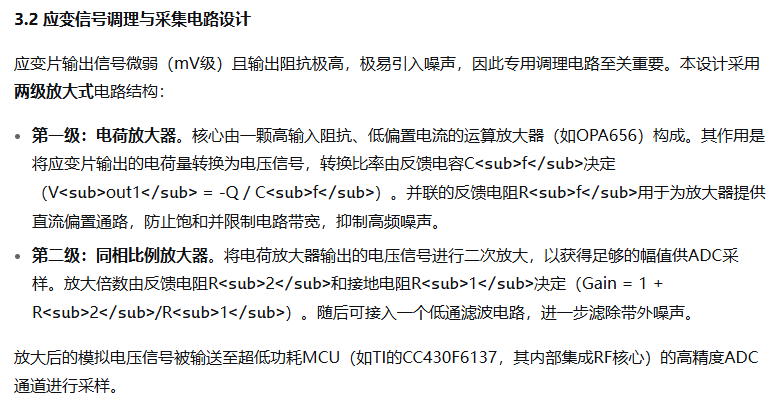 3.2 应变信号调理与采集电路设计
应变片输出信号微弱（mV级）且输出阻抗极高，极易引入噪声，因此专用调理电路至关重要。本设计采用
两级放大式电路结构：
• 第一级：电荷放大器。核心由一颗高输入阻抗、低偏置电流的运算放大器（如OPA656）构成。其作用是
将应变片输出的电荷量转换为电压信号，转换比率由反馈电容C<sub>f</sub>决定
（V<sub>out1</sub> = -Q / C<sub>f</sub>）。并联的反馈电阻R<sub>f</sub>用于为放大器提供
直流偏置通路，防止饱和并限制电路带宽，抑制高频噪声。
• 第二级：同相比例放大器。将电荷放大器输出的电压信号进行二次放大，以获得足够的幅值供ADC采
样。放大倍数由反馈电阻R<sub>2</sub>和接地电阻R<sub>1</sub>决定（Gain = 1 +
R<sub>2</sub>/R<sub>1</sub>）。随后可接入一个低通滤波电路，进一步滤除带外噪声。
放大后的模拟电压信号被输送至超低功耗MCU（如TI的CC430F6137，其内部集成RF核心）的高精度ADC
通道进行采样。